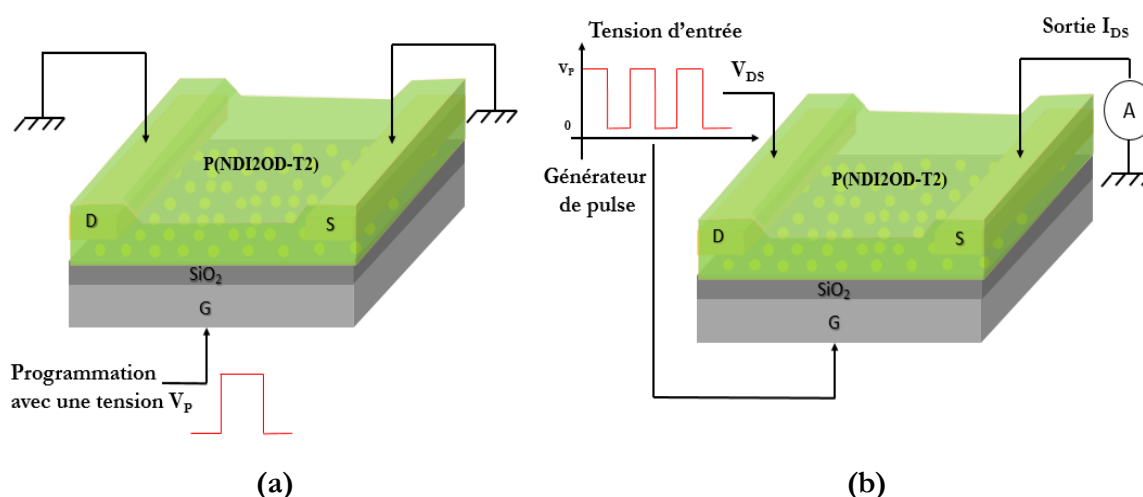 P(NDI2OD-T2)
D
S
SiO₂
G
Programmation
avec une tension V_P
(a)
Tension d'entrée
V_P
0
V_DS
Générateur
de pulse
Sortie I_DS
A
P(NDI2OD-T2)
D
S
SiO₂
G
(b)